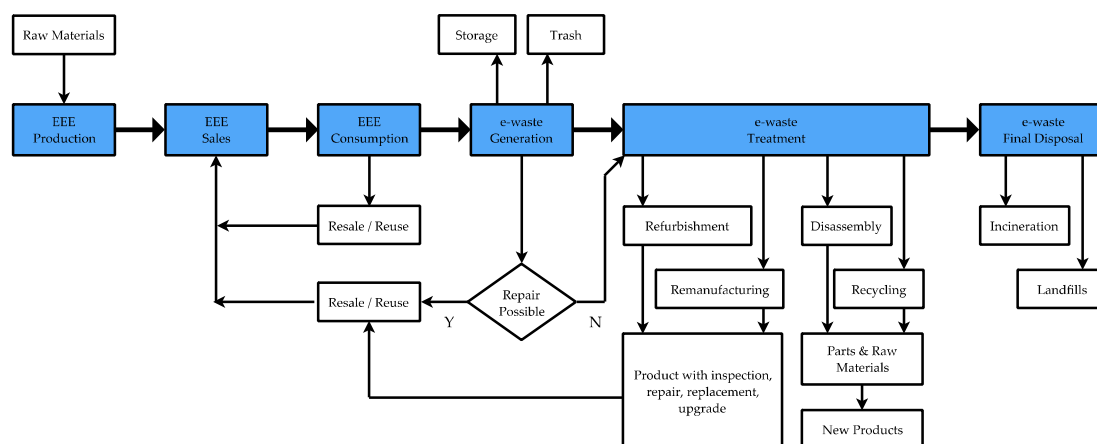 Raw Materials
Storage
Trash
EEE
Production
EEE
Sales
EEE
Consumption
e-waste
Generation
e-waste
Treatment
e-waste
Final Disposal
Resale / Reuse
Refurbishment
Disassembly
Incineration
Resale / Reuse
Repair
Possible
Y
N
Remanufacturing
Recycling
Landfills
Product with inspection,
repair, replacement,
upgrade
Parts & Raw
Materials
New Products